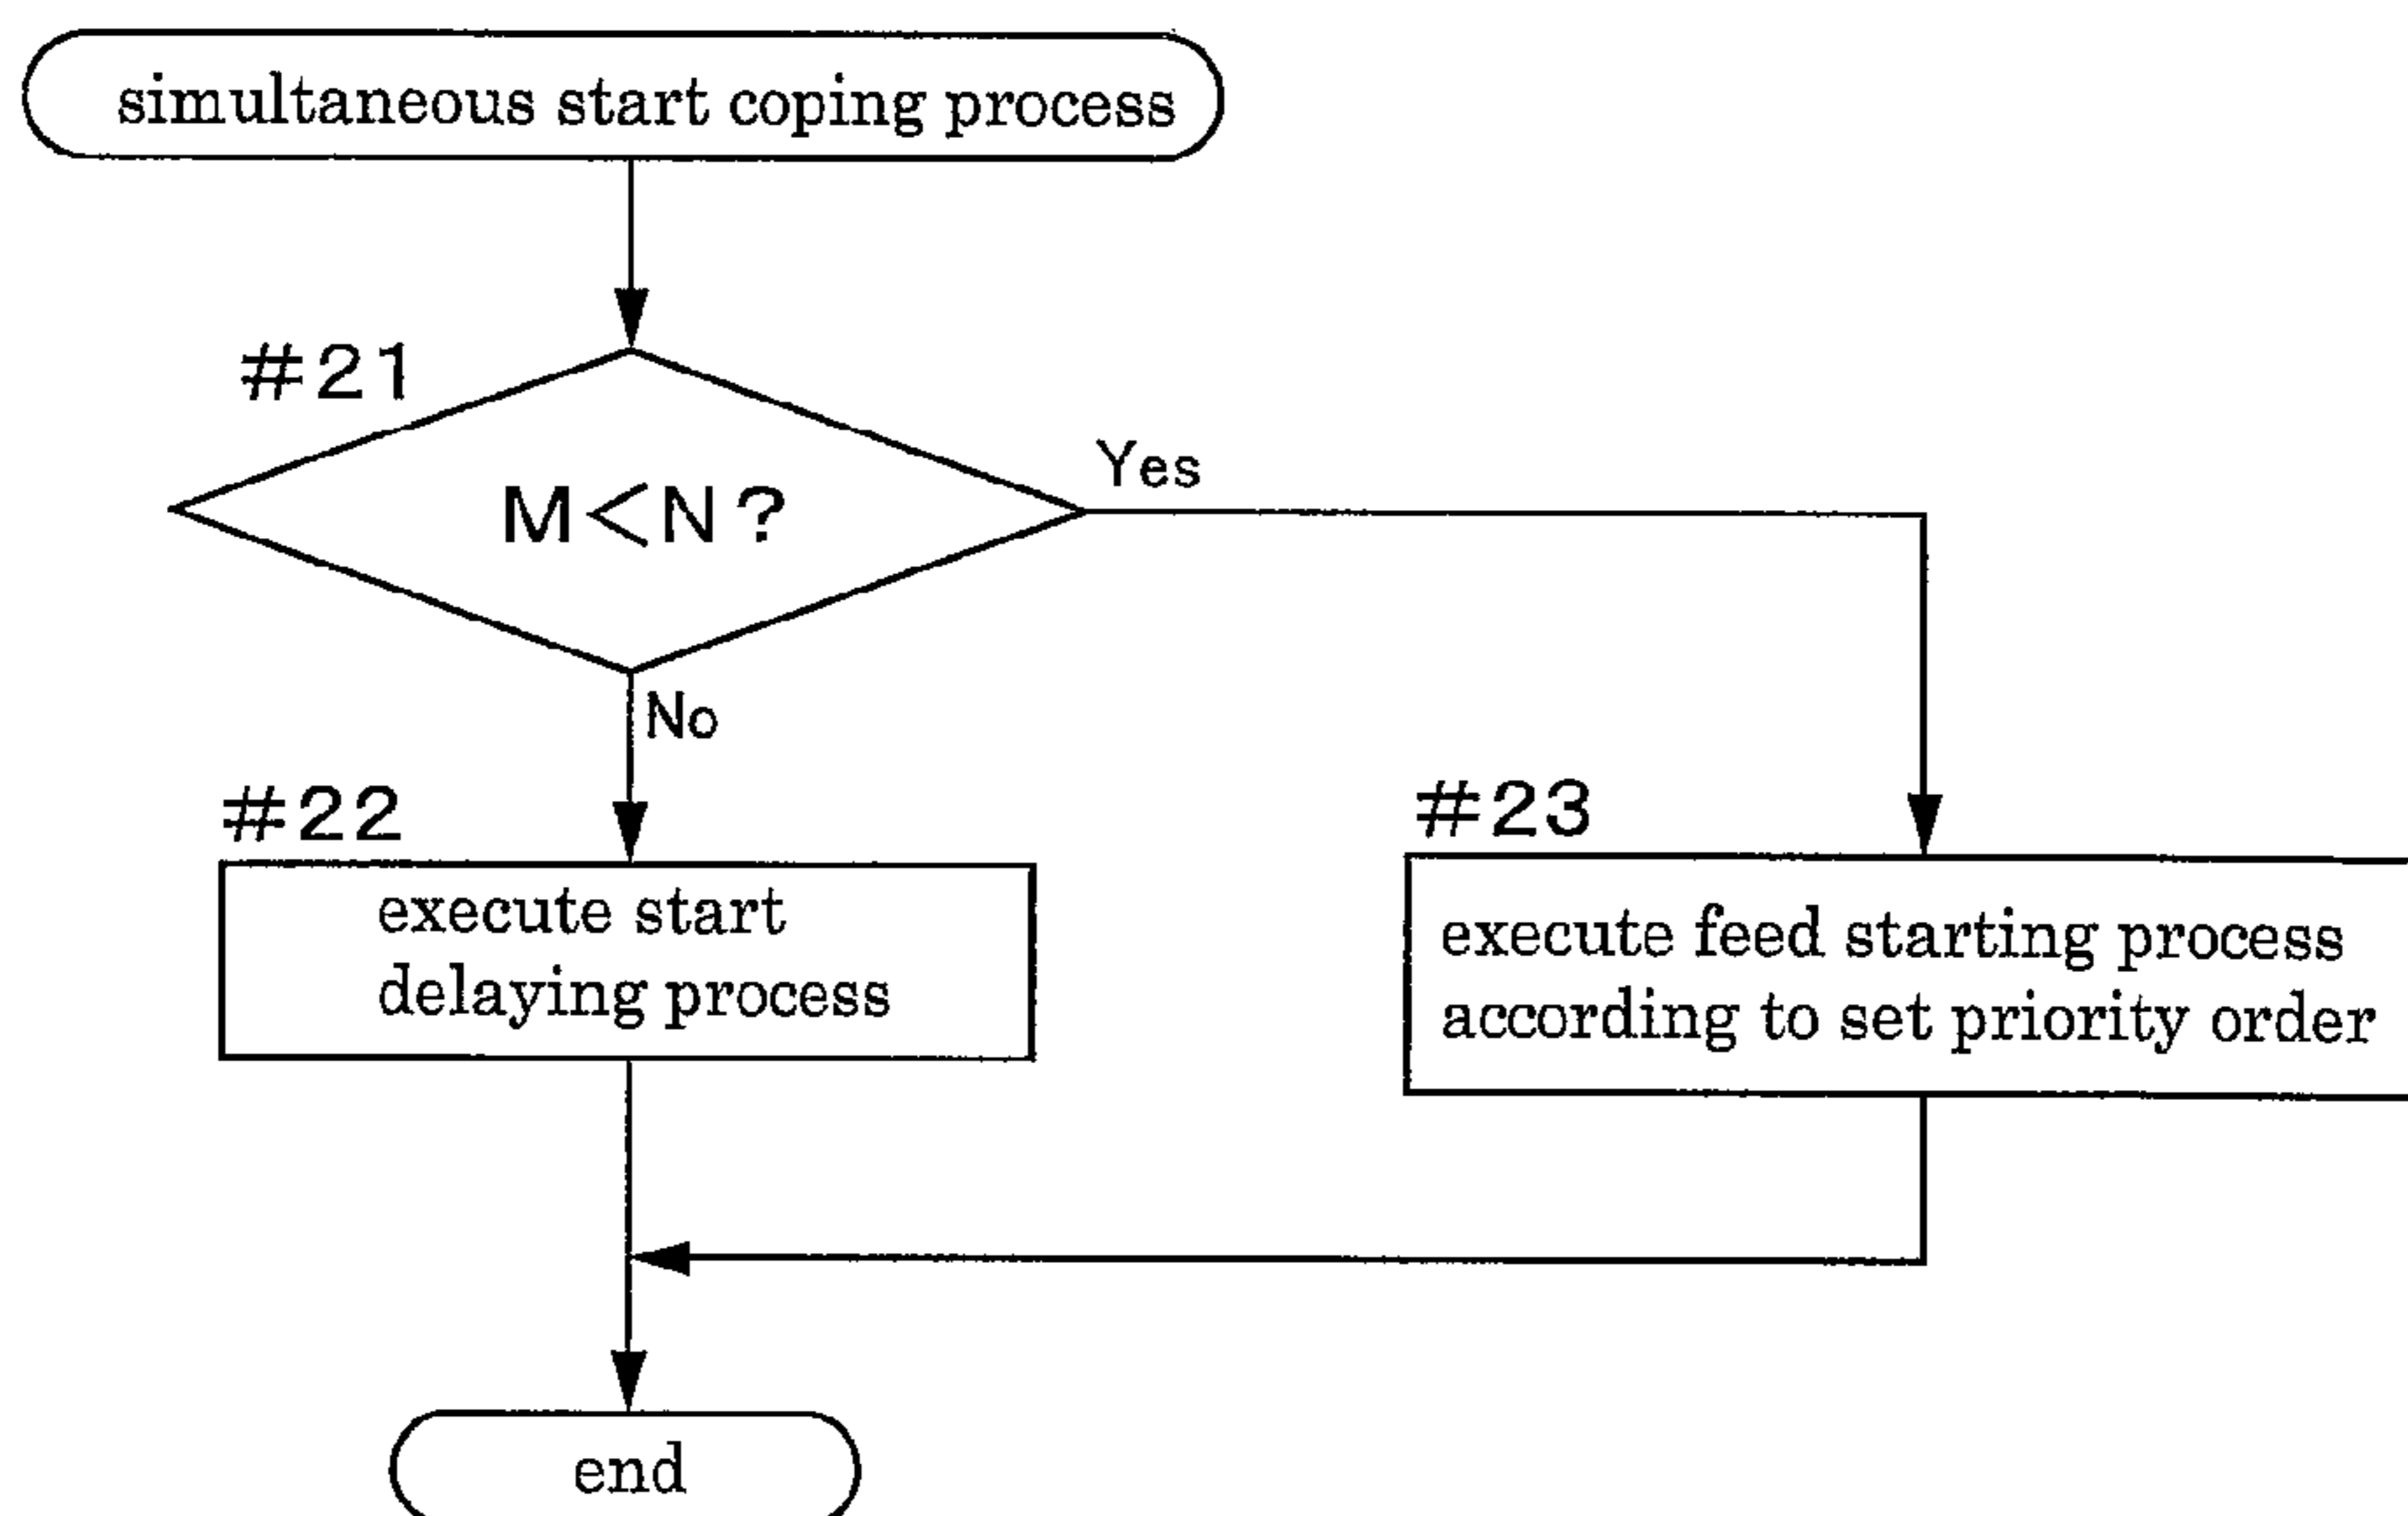 simultaneous start coping process
#21
M<N?
Yes
No
#22
execute start
delaying process
#23
execute feed starting process
according to set priority order
end